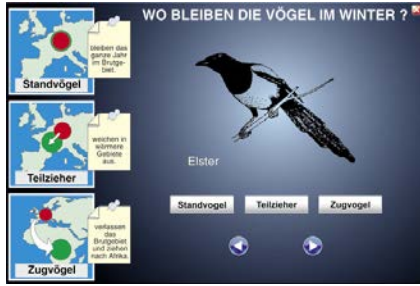 WO BLEIBEN DIE VÖGEL IM WINTER ?
bleiben das
ganze Jahr
im Brutge-
biet.
Standvögel
weichen in
wärmere
Gebiete
aus.
Teilzieher
verlassen
das
Brutgebiet
und ziehen
nach Afrika.
Zugvögel
Elster
Standvogel Teilzieher Zugvogel